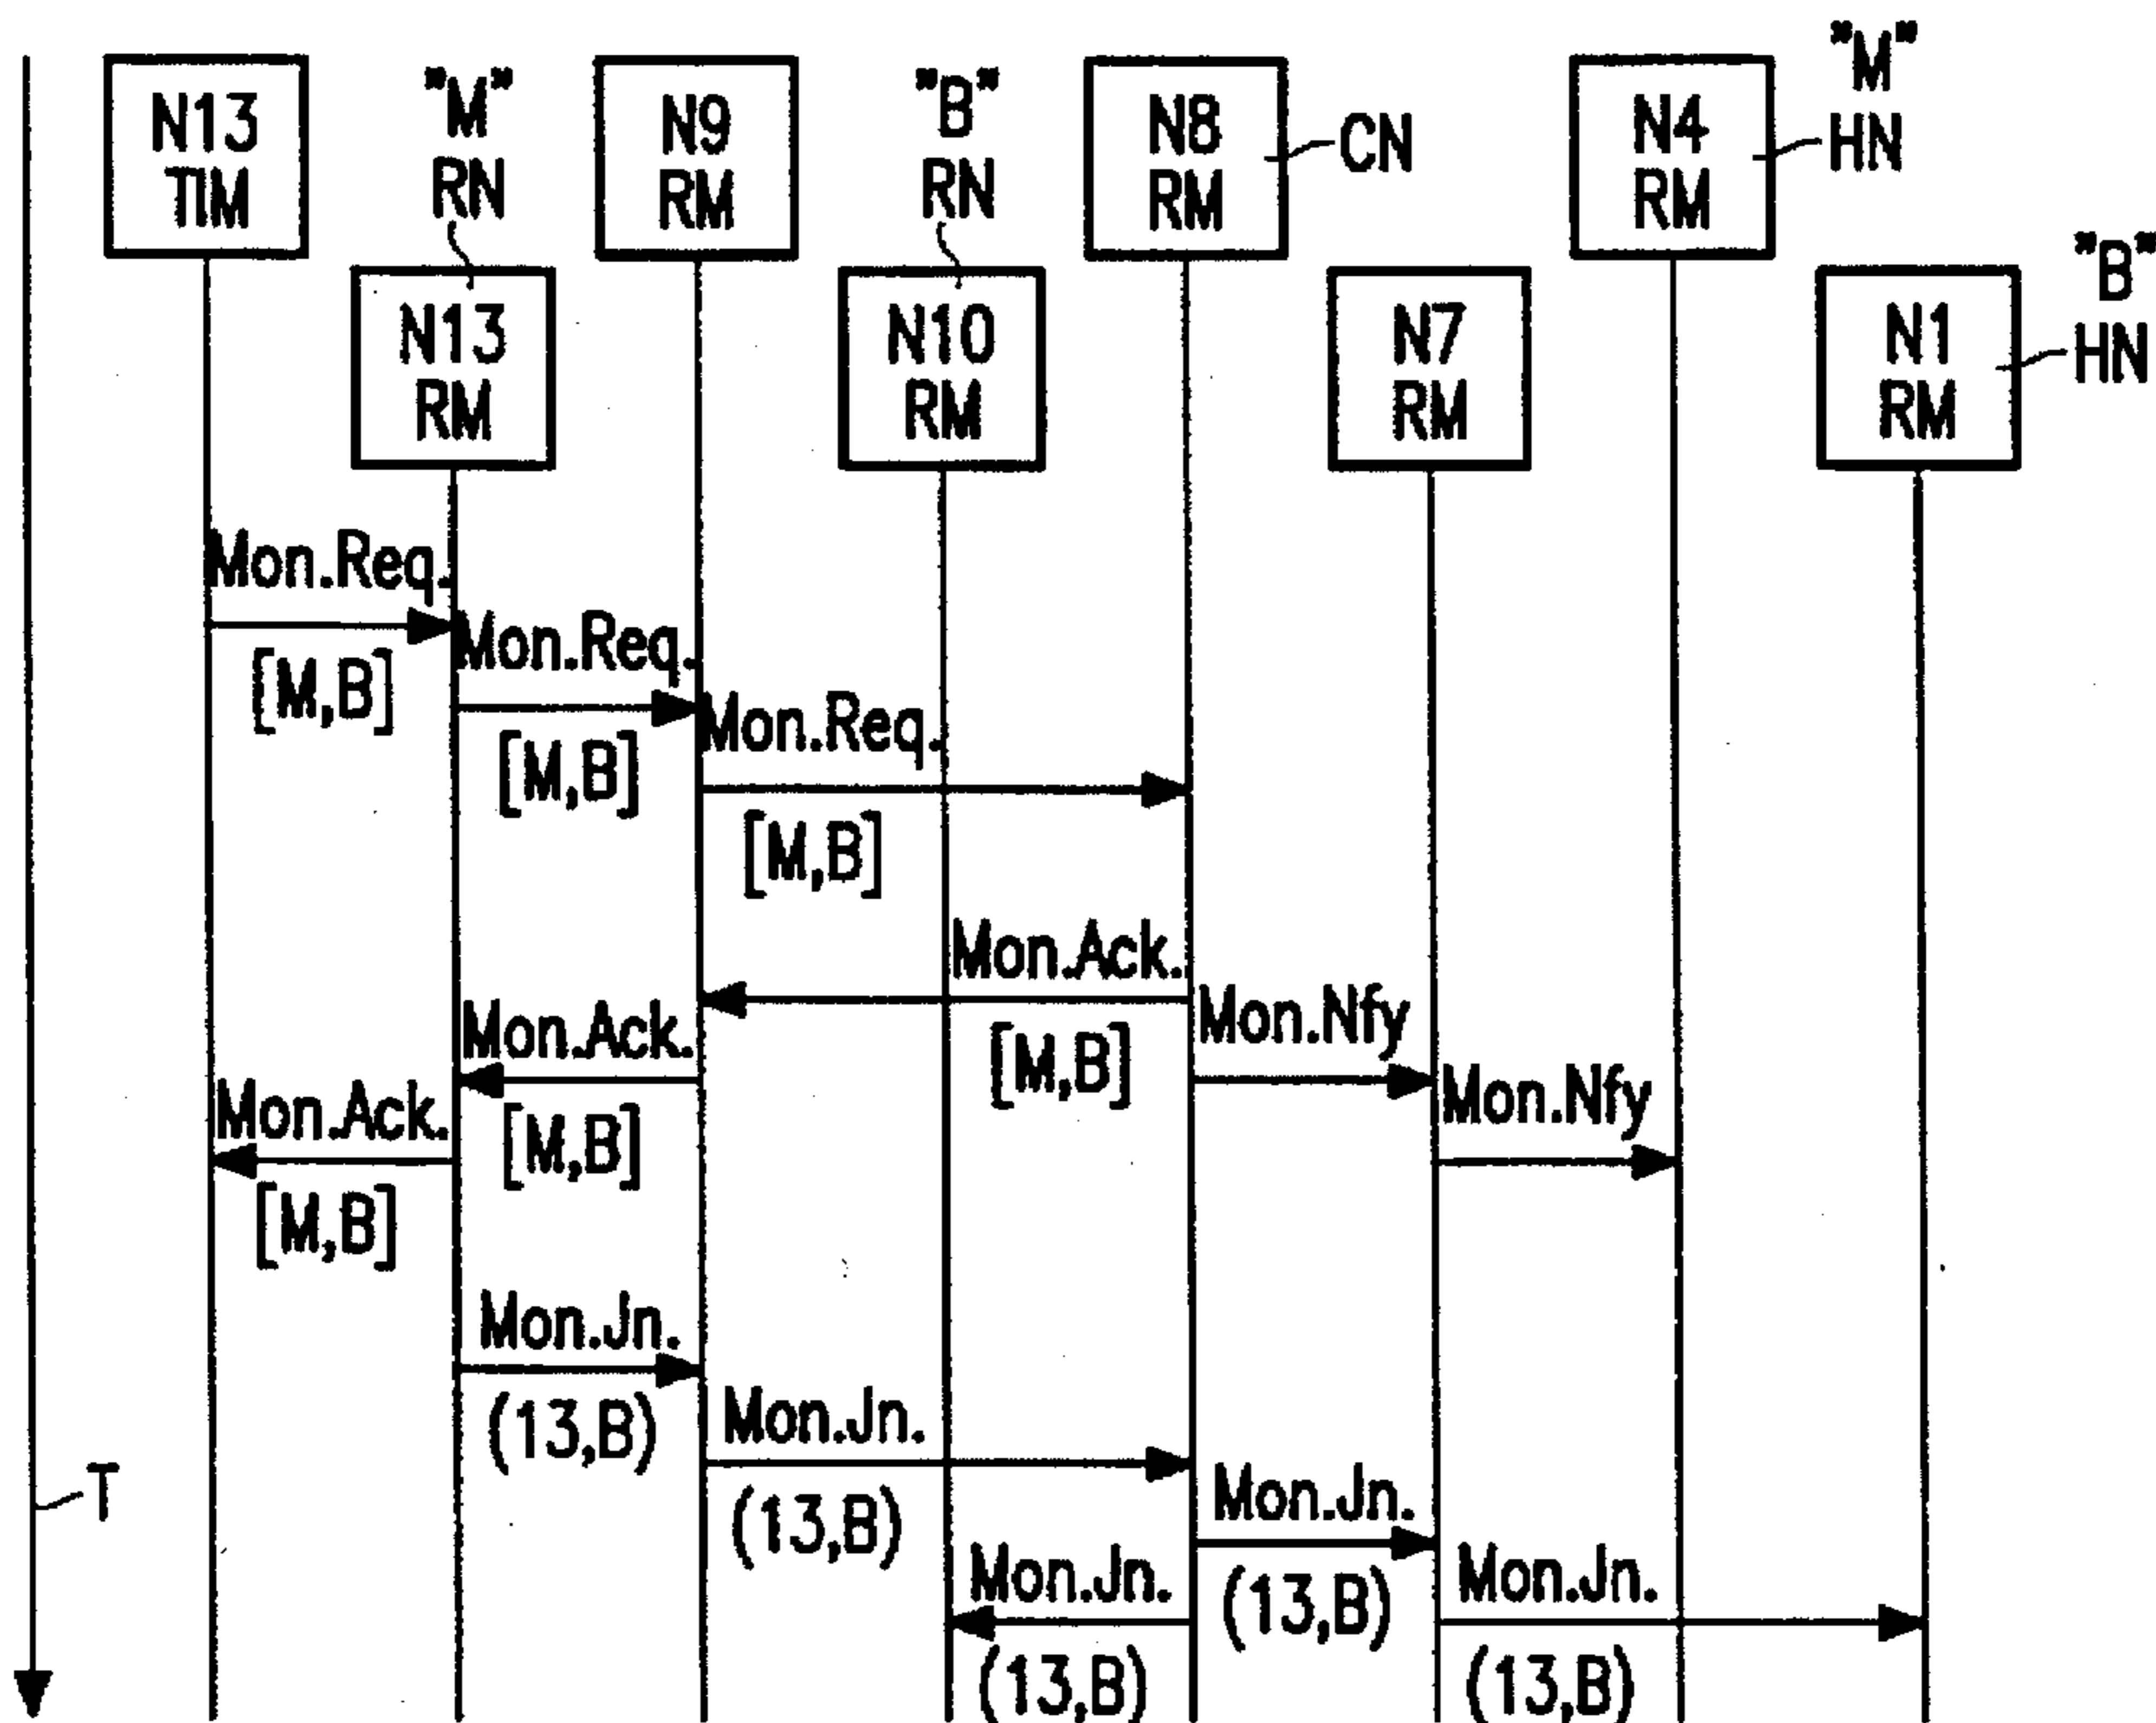 N13
TIM
"M"
RN
N9
RM
"B"
RN
N8
RM
CN
N4
RM
"M"
HN
N13
RM
N10
RM
N7
RM
N1
RM
"B"
HN
Mon.Req.
[M,B]
Mon.Req.
[M,B]
Mon.Req.
[M,B]
Mon.Ack.
[M,B]
Mon.Nfy
Mon.Ack.
[M,B]
Mon.Nfy
Mon.Ack.
[M,B]
Mon.Jn.
(13,B)
Mon.Jn.
(13,B)
T
Mon.Jn.
(13,B)
Mon.Jn.
(13,B)
Mon.Jn.
(13,B)